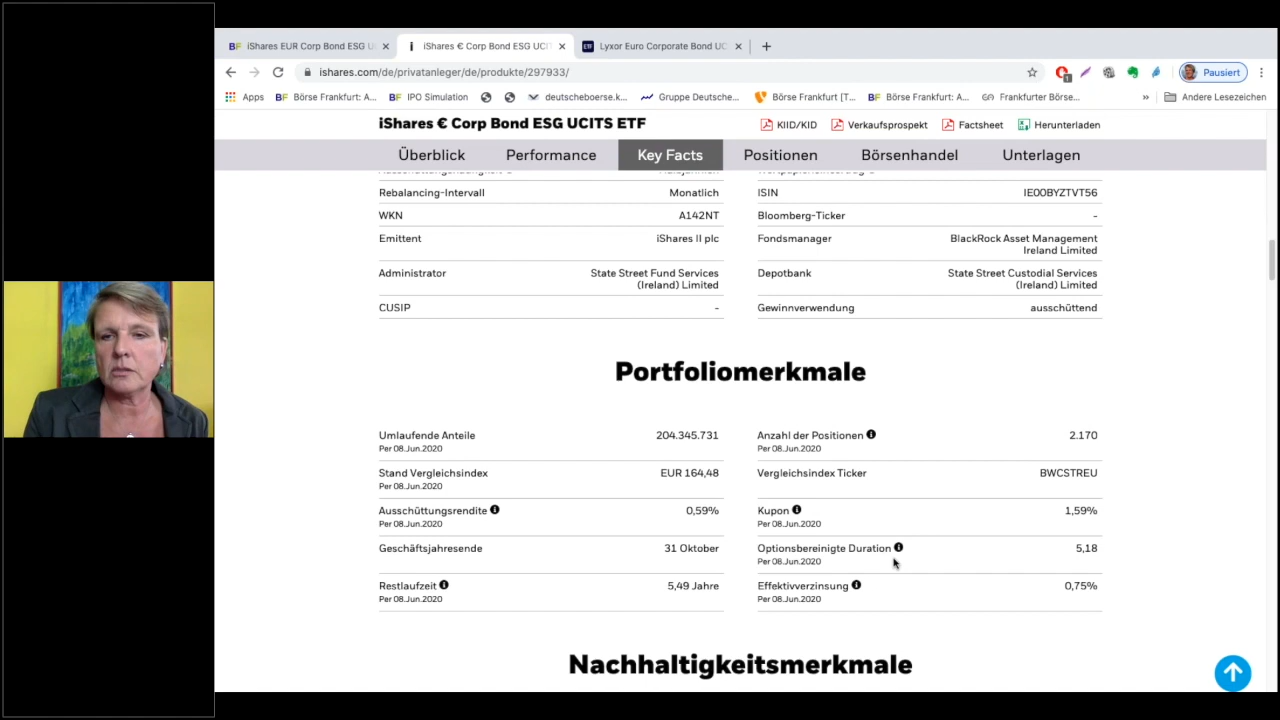 iShares EUR Corp Bond ESG U
iShares € Corp Bond ESG UCIT
Lyxor Euro Corporate Bond UC
ishares.com/de/privatanleger/de/produkte/297933/
Pausiert
Apps
Börse Frankfurt: A...
IPO Simulation
deutscheboerse.k...
Gruppe Deutsche...
Börse Frankfurt [T...
Börse Frankfurt: A...
Frankfurter Börse...
»
Andere Lesezeichen
iShares € Corp Bond ESG UCITS ETF
KIID/KID
Verkaufsprospekt
Factsheet
Herunterladen
Überblick
Performance
Key Facts
Positionen
Börsenhandel
Unterlagen
Rebalancing-Intervall
Monatlich
ISIN
IE00BYZTVT56
WKN
A142NT
Bloomberg-Ticker
-
Emittent
iShares II plc
Fondsmanager
BlackRock Asset Management
Ireland Limited
Administrator
State Street Fund Services
(Ireland) Limited
Depotbank
State Street Custodial Services
(Ireland) Limited
CUSIP
-
Gewinnverwendung
ausschüttend
Portfoliomerkmale
Umlaufende Anteile
Per 08.Jun.2020
204.345.731
Anzahl der Positionen
Per 08.Jun.2020
2.170
Stand Vergleichsindex
Per 08.Jun.2020
EUR 164,48
Vergleichsindex Ticker
BWCSTREU
Ausschüttungsrendite
Per 08.Jun.2020
0,59%
Kupon
Per 08.Jun.2020
1,59%
Geschäftsjahresende
31 Oktober
Optionsbereinigte Duration
Per 08.Jun.2020
5,18
Restlaufzeit
Per 08.Jun.2020
5,49 Jahre
Effektivverzinsung
Per 08.Jun.2020
0,75%
Nachhaltigkeitsmerkmale